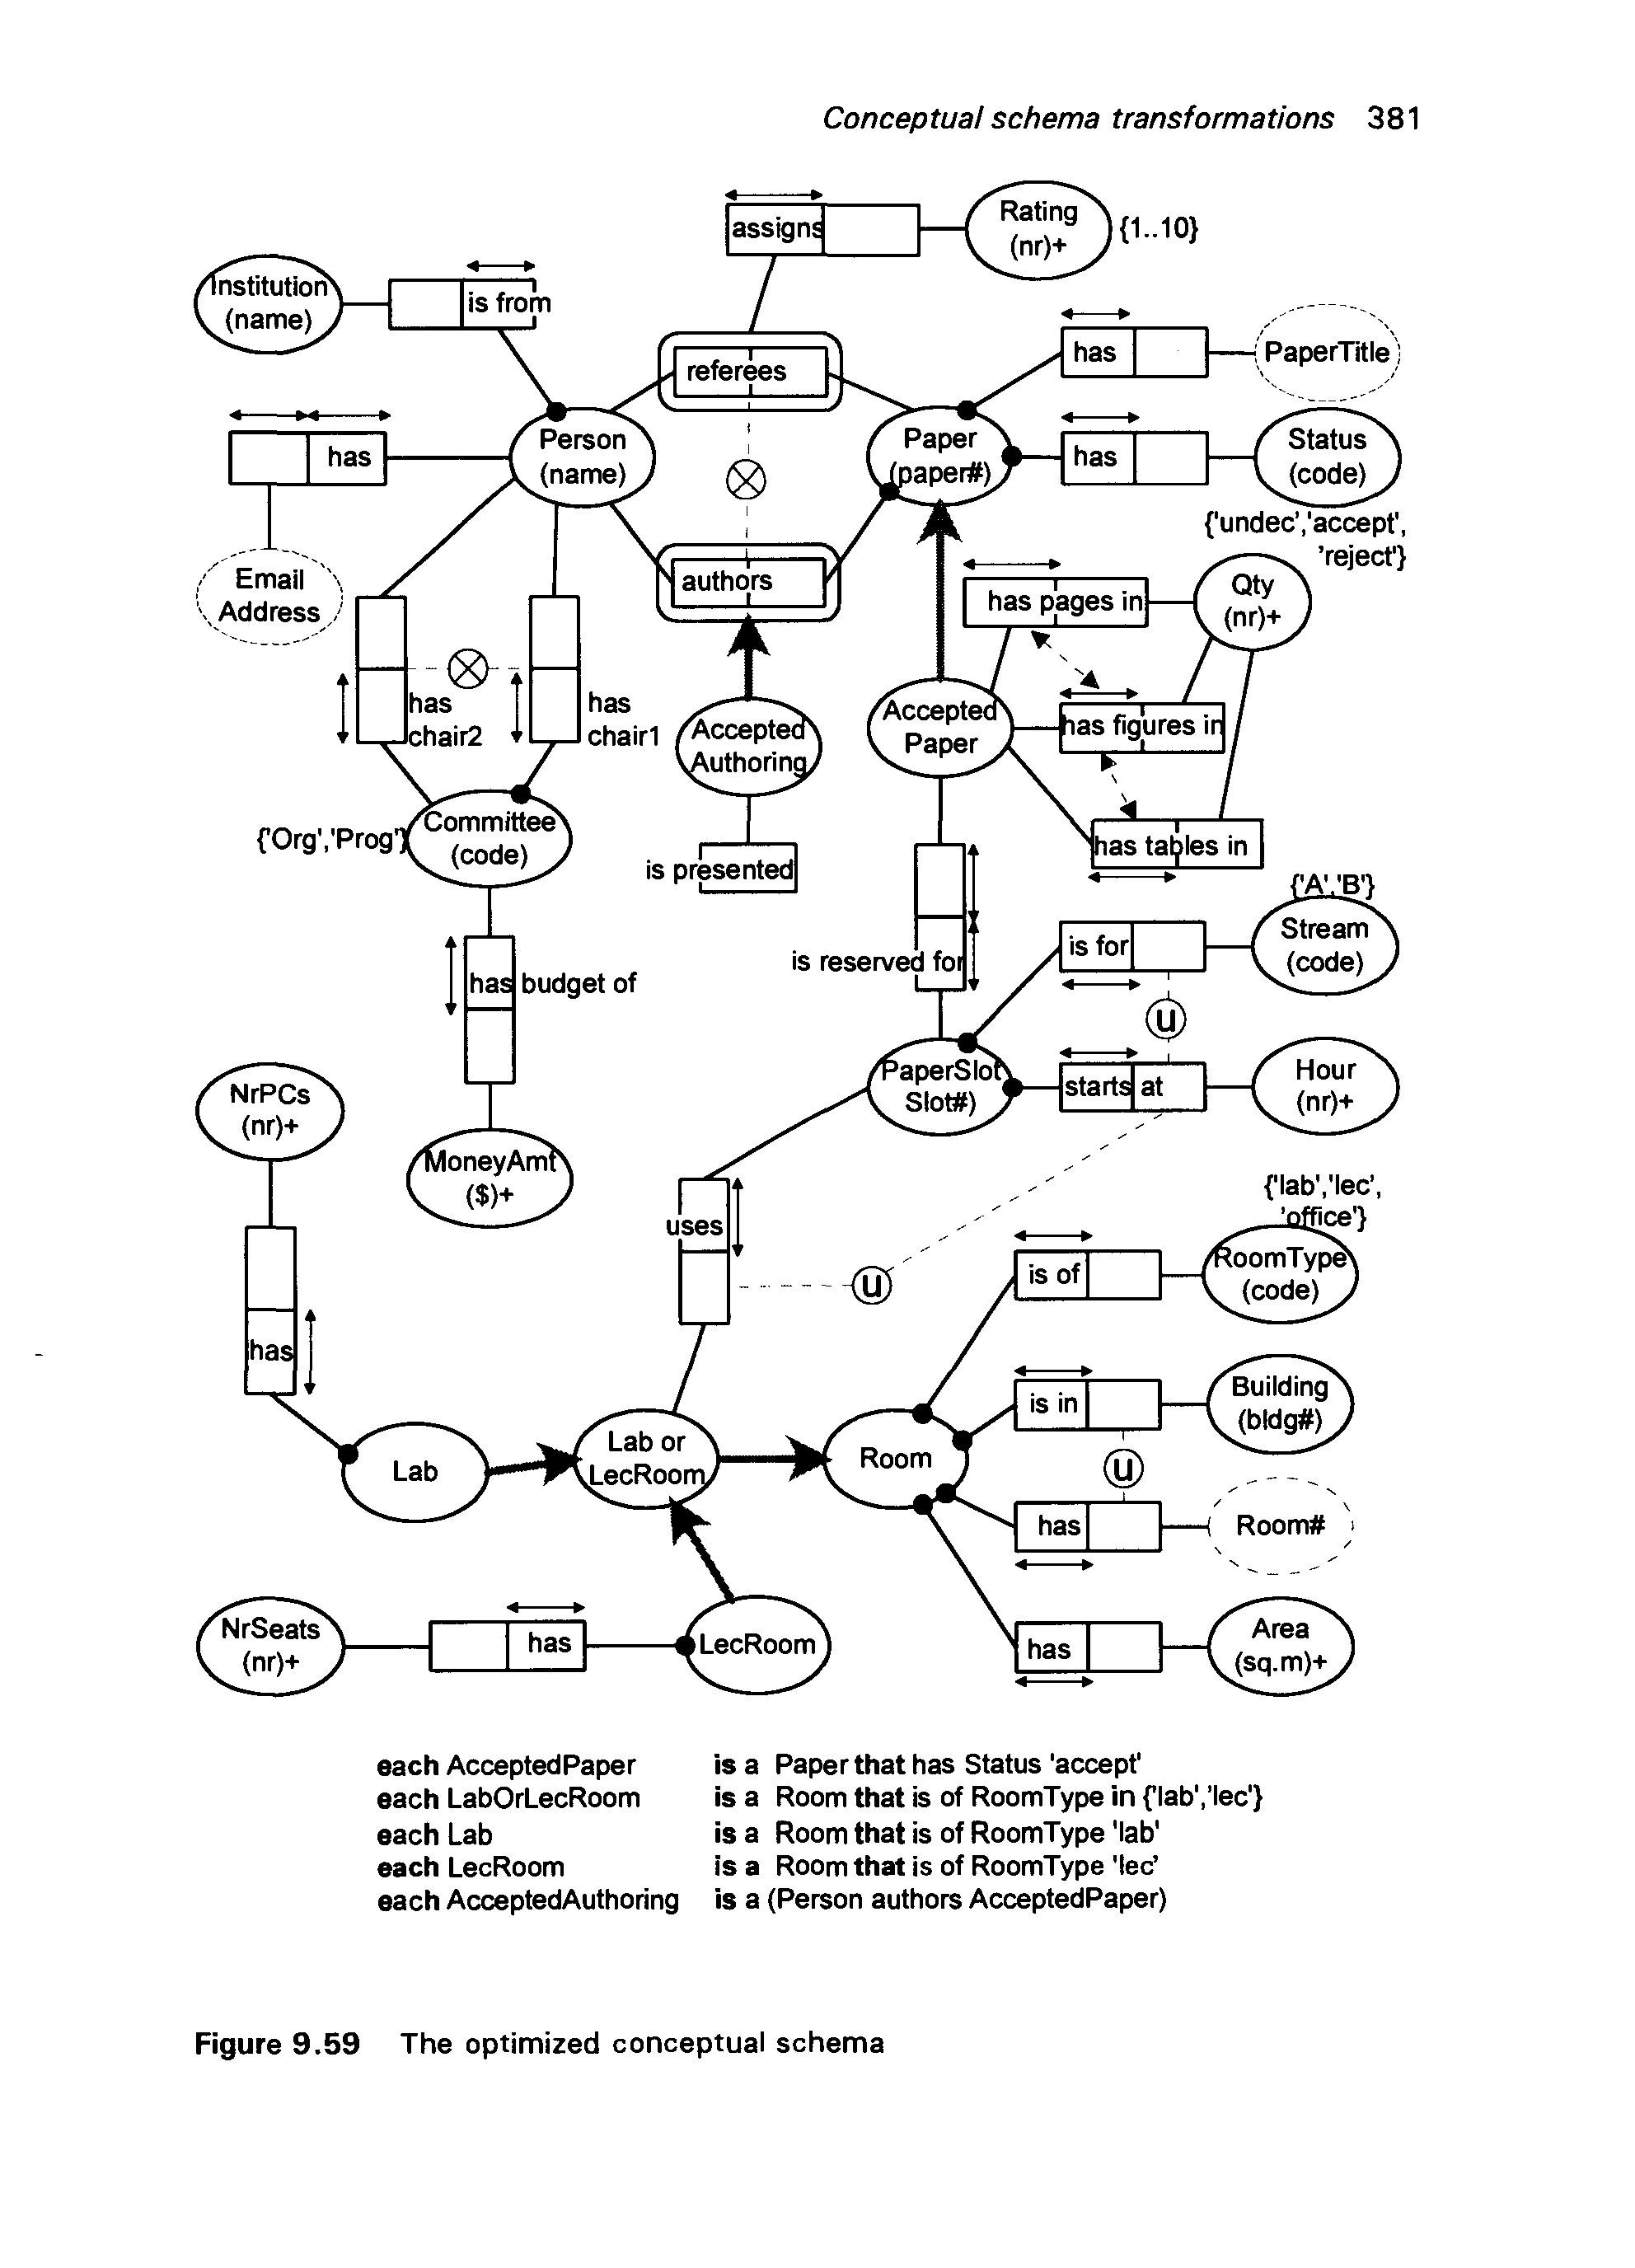 Conceptual schema transformations 381
assigns
Rating
(nr)+
{1..10}
Institution
(name)
is from
referees
has
PaperTitle
has
Person
(name)
Paper
(paper#)
has
Status
(code)
{'undec','accept',
'reject'}
Email
Address
authors
has pages in
Qty
(nr)+
has
chair2
has
chair1
Accepted
Authoring
Accepted
Paper
has figures in
{'Org','Prog'}
Committee
(code)
is presented
has tables in
{'A','B'}
is reserved for
is for
Stream
(code)
u
has budget of
NrPCs
(nr)+
PaperSlot
Slot#)
starts at
Hour
(nr)+
MoneyAmt
($)+
uses
{'lab','lec',
'office'}
u
is of
RoomType
(code)
has
is in
Building
(bldg#)
Lab
Lab or
LecRoom
Room
u
has
Room#
NrSeats
(nr)+
has
LecRoom
has
Area
(sq.m)+
each AcceptedPaper is a Paper that has Status 'accept'
each LabOrLecRoom is a Room that is of RoomType in {'lab','lec'}
each Lab is a Room that is of RoomType 'lab'
each LecRoom is a Room that is of RoomType 'lec'
each AcceptedAuthoring is a (Person authors AcceptedPaper)
Figure 9.59 The optimized conceptual schema